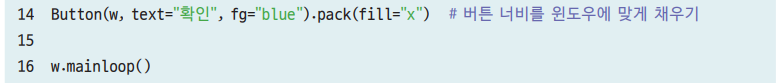 14 Button(w, text="확인", fg="blue").pack(fill="x") # 버튼 너비를 윈도우에 맞게 채우기
15
16 w.mainloop()